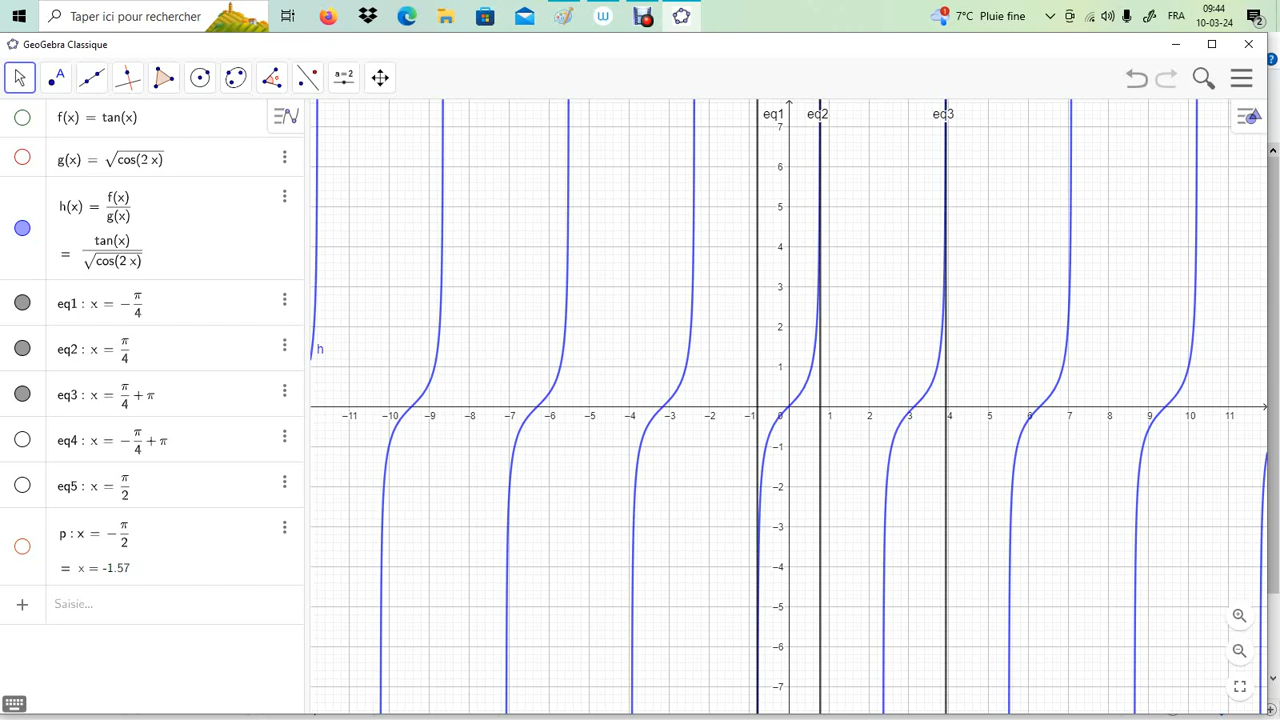 Taper ici pour rechercher
W
1
7°C Pluie fine
FRA
09:44
10-03-24
2
GeoGebra Classique
A
a=2
f(x) = tan(x)
g(x) = √cos(2 x)
h(x) = f(x)/g(x)
= tan(x)/√cos(2 x)
eq1 : x = −π/4
eq2 : x = π/4
eq3 : x = π/4 + π
eq4 : x = −π/4 + π
eq5 : x = π/2
p : x = −π/2
= x = -1.57
+ Saisie...
eq1 eq2 eq3
7
6
5
4
3
2
1
h
−11 −10 −9 −8 −7 −6 −5 −4 −3 −2 −1 0 1 2 3 4 5 6 7 8 9 10 11
−1
−2
−3
−4
−5
−6
−7